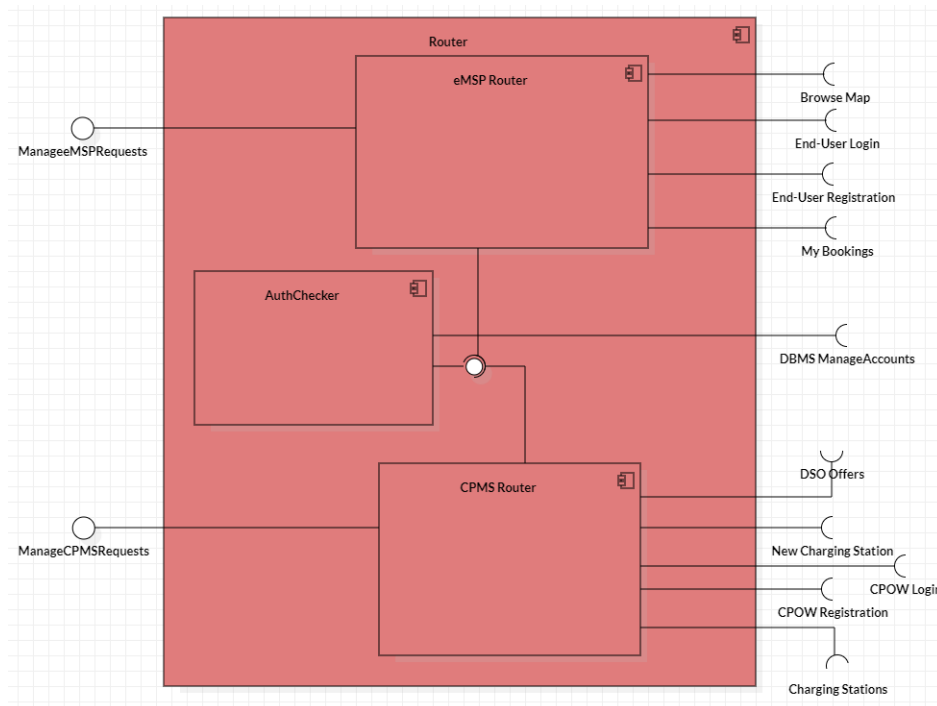 Router
eMSP Router
Browse Map
End-User Login
ManageeMSPRequests
End-User Registration
My Bookings
AuthChecker
DBMS ManageAccounts
DSO Offers
CPMS Router
ManageCPMSRequests
New Charging Station
CPOW Login
CPOW Registration
Charging Stations